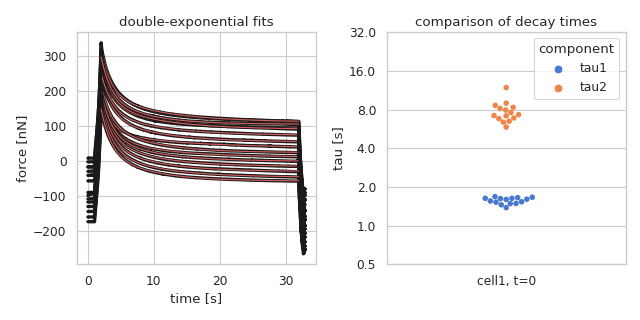 double-exponential fits
force [nN]
300
200
100
0
−100
−200
0
10
20
30
time [s]
comparison of decay times
tau [s]
32.0
16.0
8.0
4.0
2.0
1.0
0.5
component
tau1
tau2
cell1, t=0